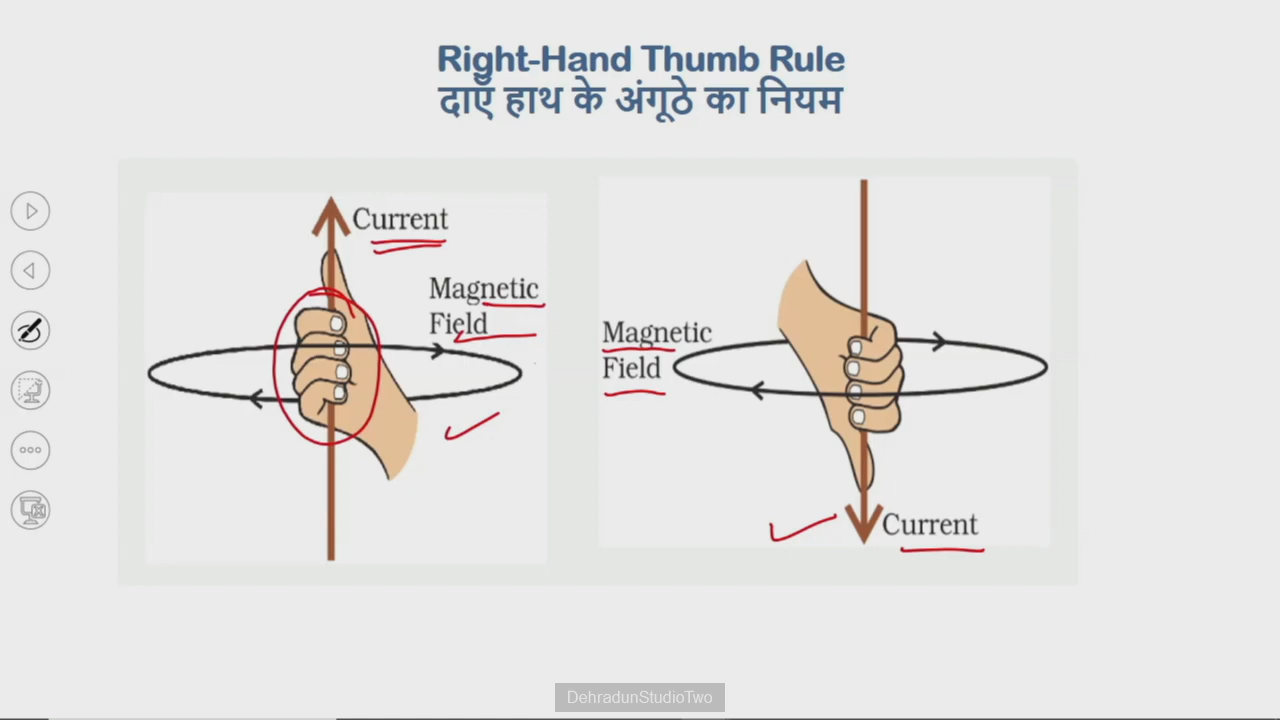 Right-Hand Thumb Rule
दाएँ हाथ के अंगूठे का नियम
Current
Magnetic
Field
Magnetic
Field
Current
DehradunStudioTwo